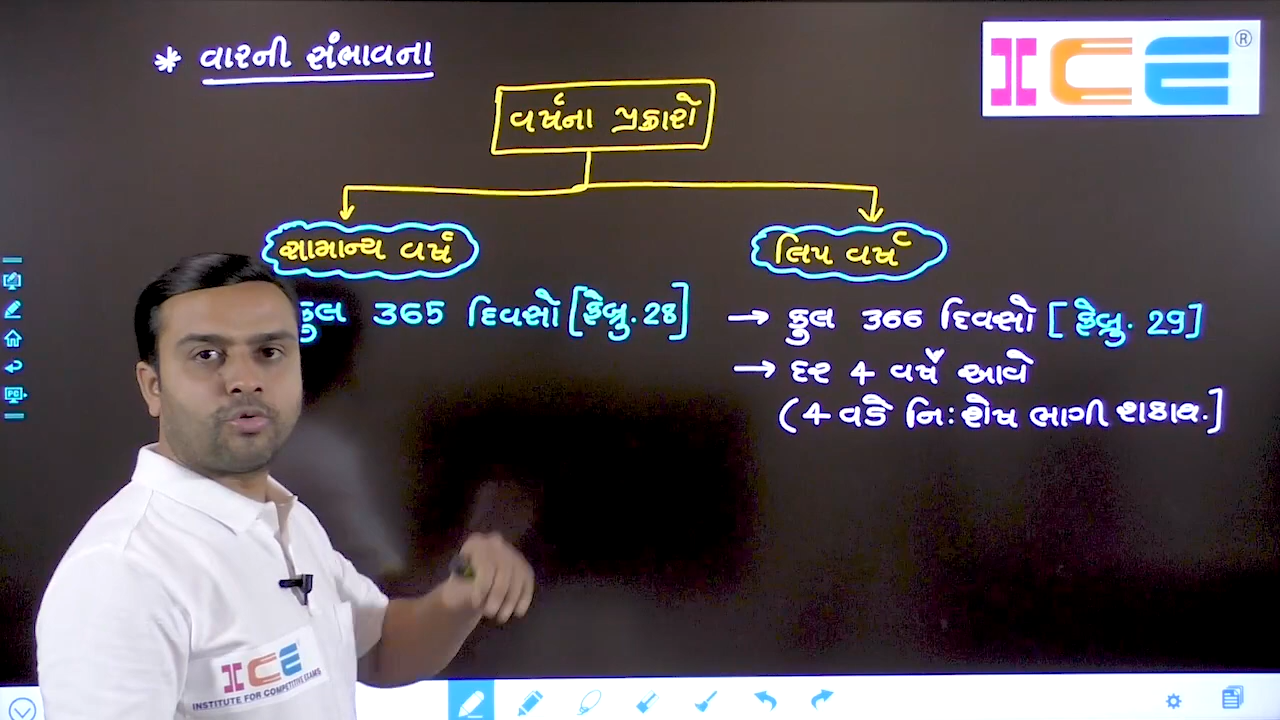 * વારની સંભાવના
ICE®
વર્ષના પ્રકારો
સામાન્ય વર્ષ
લિપ વર્ષ
કુલ 365 દિવસો [ફેબ્રુ. 28]
→ કુલ 366 દિવસો [ ફેબ્રુ. 29]
→ દર 4 વર્ષે આવે
(4 વડે નિ:શેષ ભાગી શકાય.]
ICE
INSTITUTE FOR COMPETITIVE EXAMS